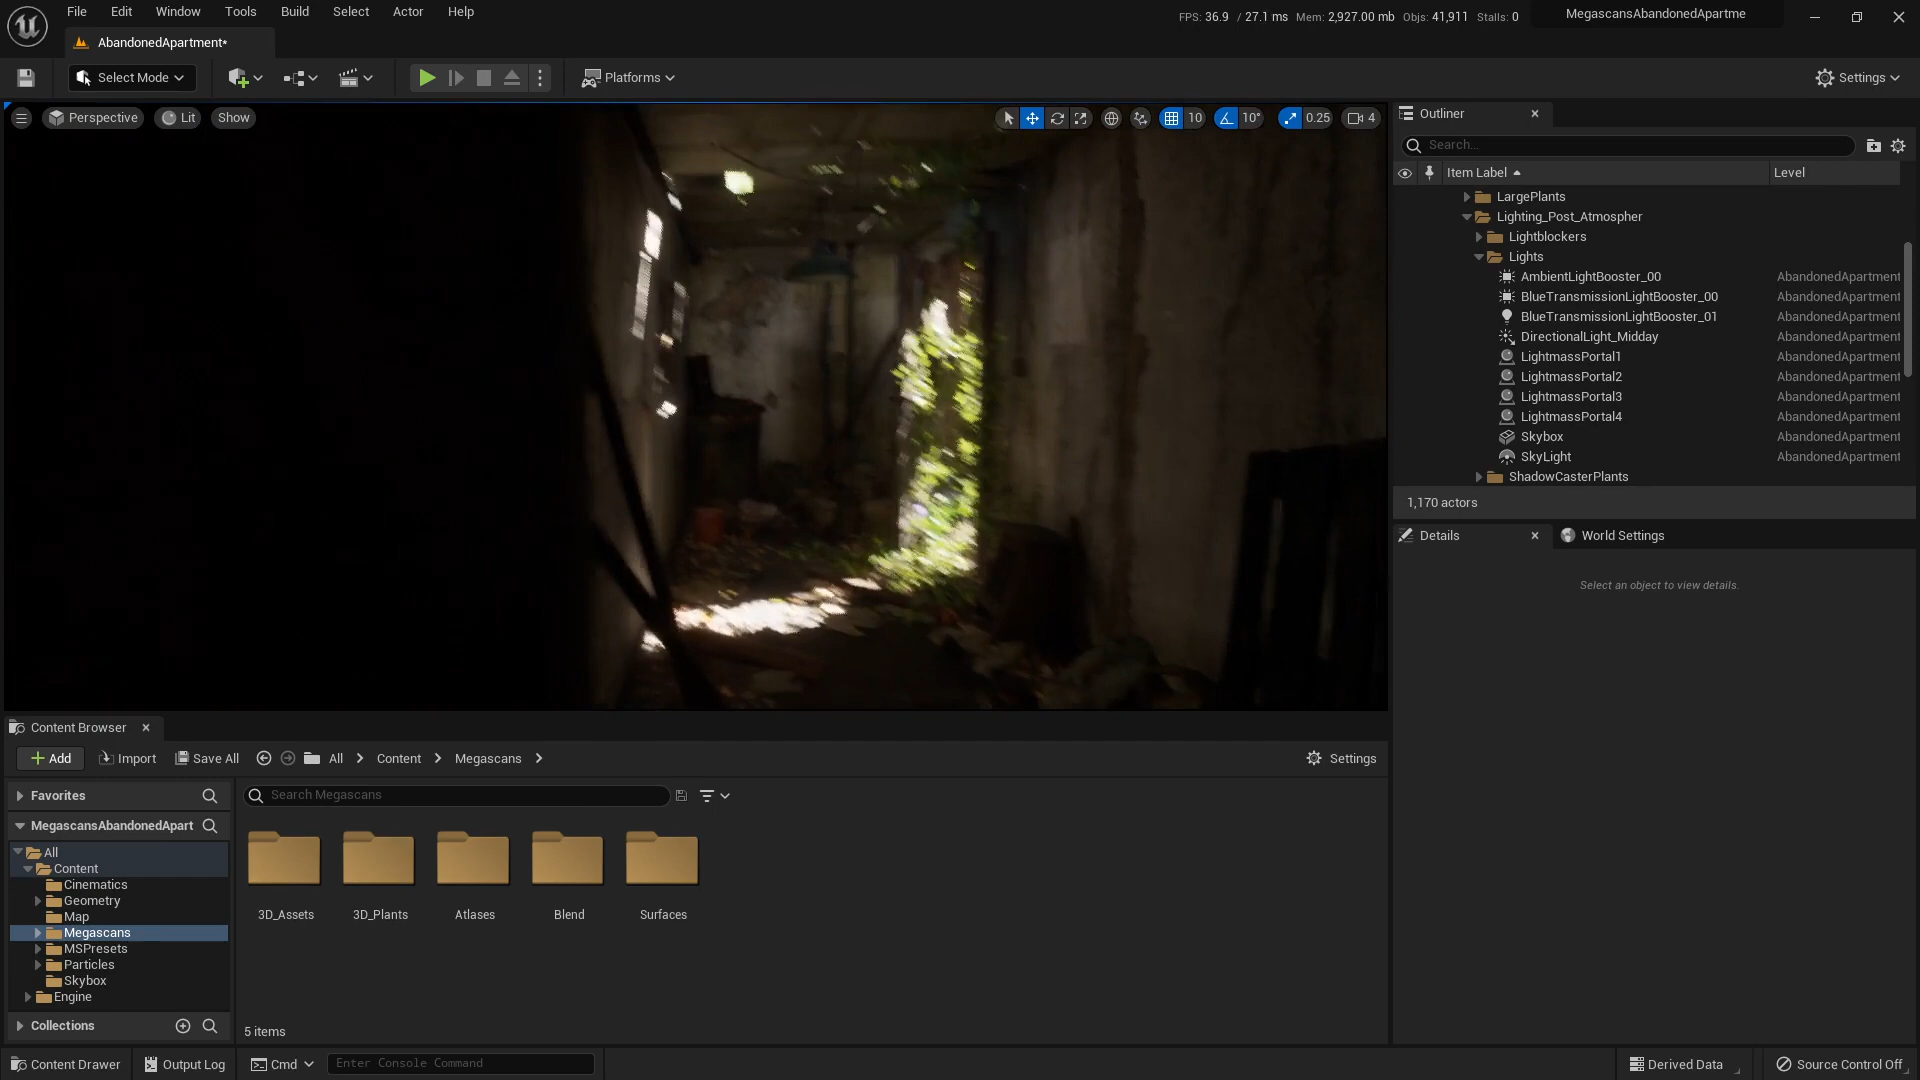 File Edit Window Tools Build Select Actor Help
FPS: 36.9 / 27.1 ms Mem: 2,927.00 mb Objs: 41,911 Stalls: 0
MegascansAbandonedApartme
AbandonedApartment*
Select Mode
Platforms
Settings
Perspective
Lit
Show
10
10°
0.25
4
Outliner
Search...
Item Label
Level
LargePlants
Lighting_Post_Atmospher
Lightblockers
Lights
AmbientLightBooster_00 AbandonedApartment
BlueTransmissionLightBooster_00 AbandonedApartment
BlueTransmissionLightBooster_01 AbandonedApartment
DirectionalLight_Midday AbandonedApartment
LightmassPortal1 AbandonedApartment
LightmassPortal2 AbandonedApartment
LightmassPortal3 AbandonedApartment
LightmassPortal4 AbandonedApartment
Skybox AbandonedApartment
SkyLight AbandonedApartment
ShadowCasterPlants
1,170 actors
Details
World Settings
Select an object to view details.
Content Browser
Add
Import
Save All
All
Content
Megascans
Settings
Favorites
MegascansAbandonedApart
All
Content
Cinematics
Geometry
Map
Megascans
MSPresets
Particles
Skybox
Engine
Collections
Search Megascans
3D_Assets
3D_Plants
Atlases
Blend
Surfaces
5 items
Content Drawer
Output Log
Cmd
Enter Console Command
Derived Data
Source Control Off